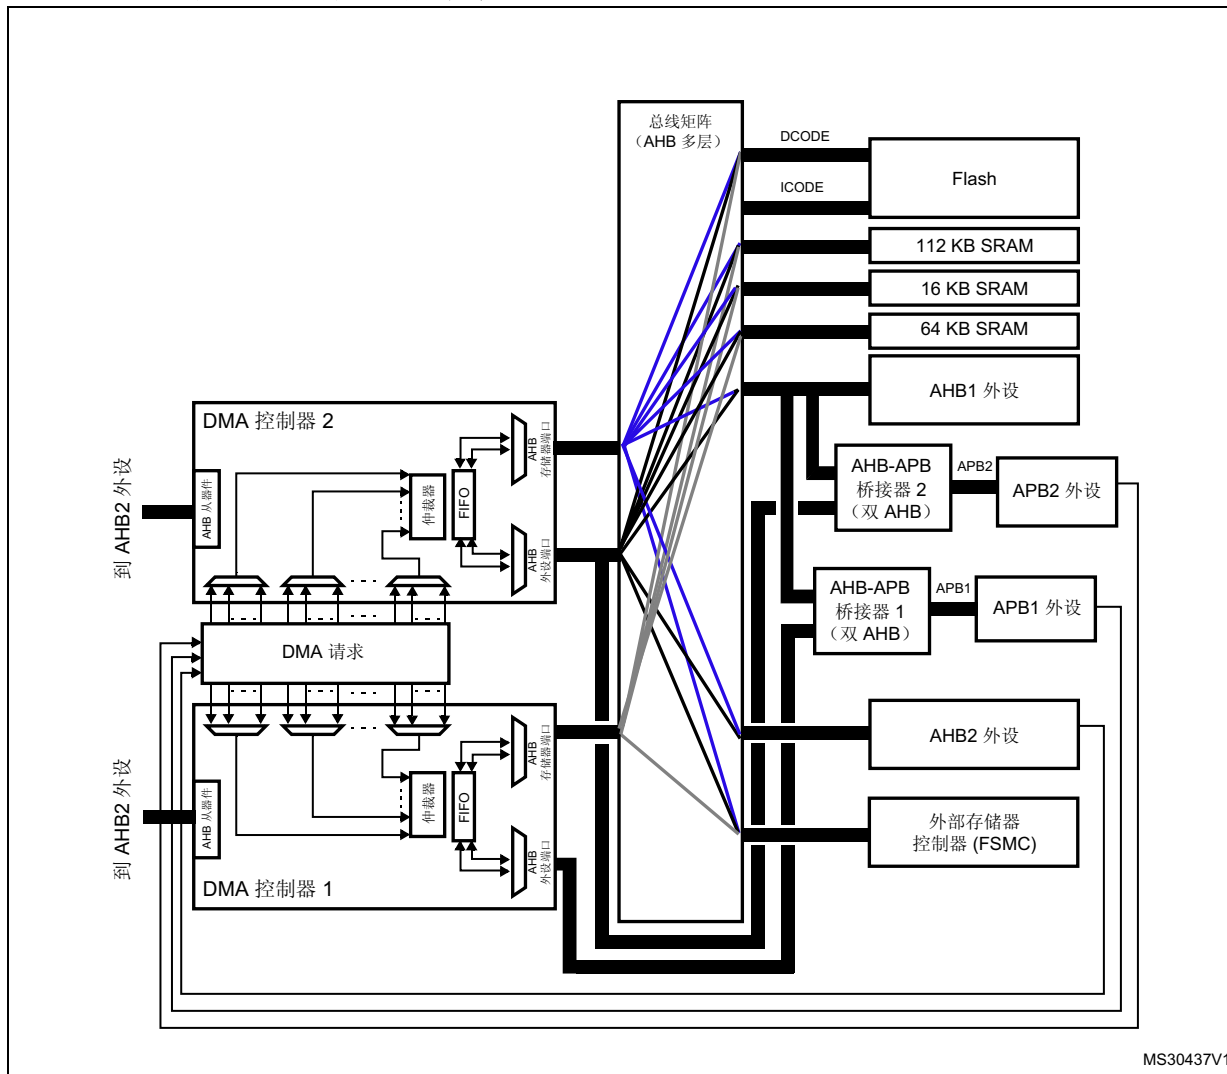 总线矩阵
（AHB 多层）
DCODE
Flash
ICODE
112 KB SRAM
16 KB SRAM
64 KB SRAM
AHB1 外设
DMA 控制器 2
AHB
存储器端口
到 AHB2 外设
AHB 从器件
仲裁器
FIFO
AHB
外设端口
AHB-APB
桥接器 2
（双 AHB）
APB2
APB2 外设
AHB-APB
桥接器 1
（双 AHB）
APB1
APB1 外设
DMA 请求
AHB
存储器端口
到 AHB2 外设
AHB 从器件
仲裁器
FIFO
AHB
外设端口
DMA 控制器 1
AHB2 外设
外部存储器
控制器 (FSMC)
MS30437V1